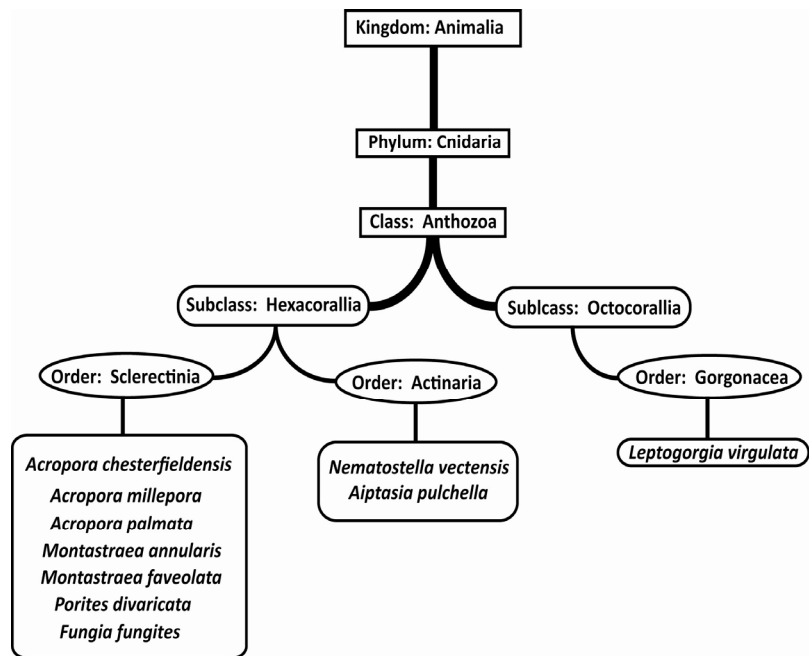 Kingdom: Animalia
Phylum: Cnidaria
Class: Anthozoa
Subclass: Hexacorallia
Sublcass: Octocorallia
Order: Sclerectinia
Order: Actinaria
Order: Gorgonacea
Acropora chesterfieldensis
Acropora millepora
Acropora palmata
Montastraea annularis
Montastraea faveolata
Porites divaricata
Fungia fungites
Nematostella vectensis
Aiptasia pulchella
Leptogorgia virgulata